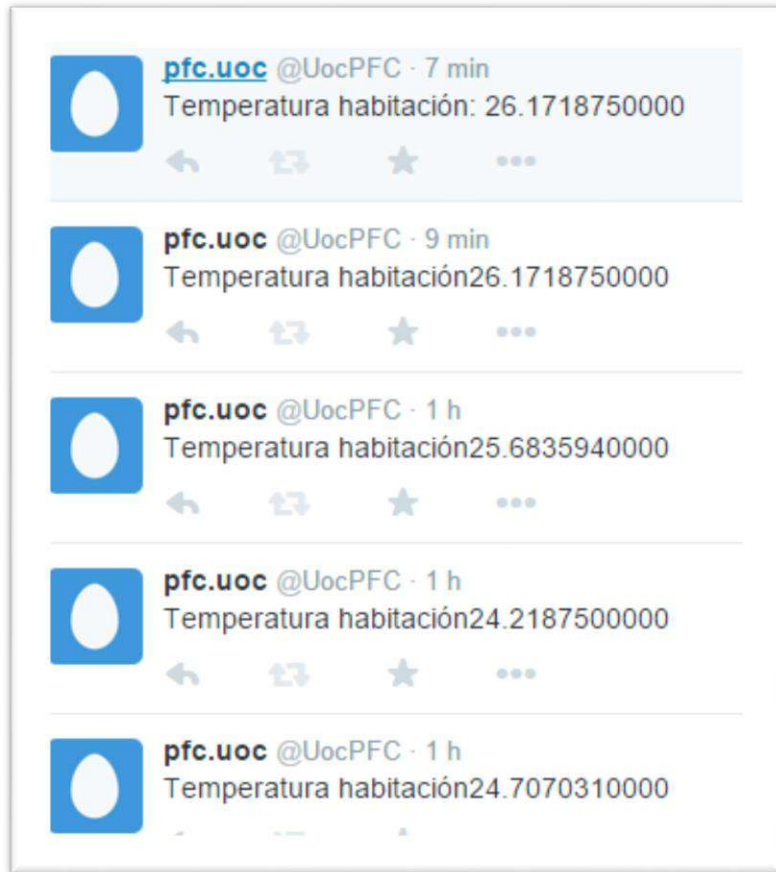 pfc.uoc @UocPFC · 7 min
Temperatura habitación: 26.1718750000
pfc.uoc @UocPFC · 9 min
Temperatura habitación26.1718750000
pfc.uoc @UocPFC · 1 h
Temperatura habitación25.6835940000
pfc.uoc @UocPFC · 1 h
Temperatura habitación24.2187500000
pfc.uoc @UocPFC · 1 h
Temperatura habitación24.7070310000